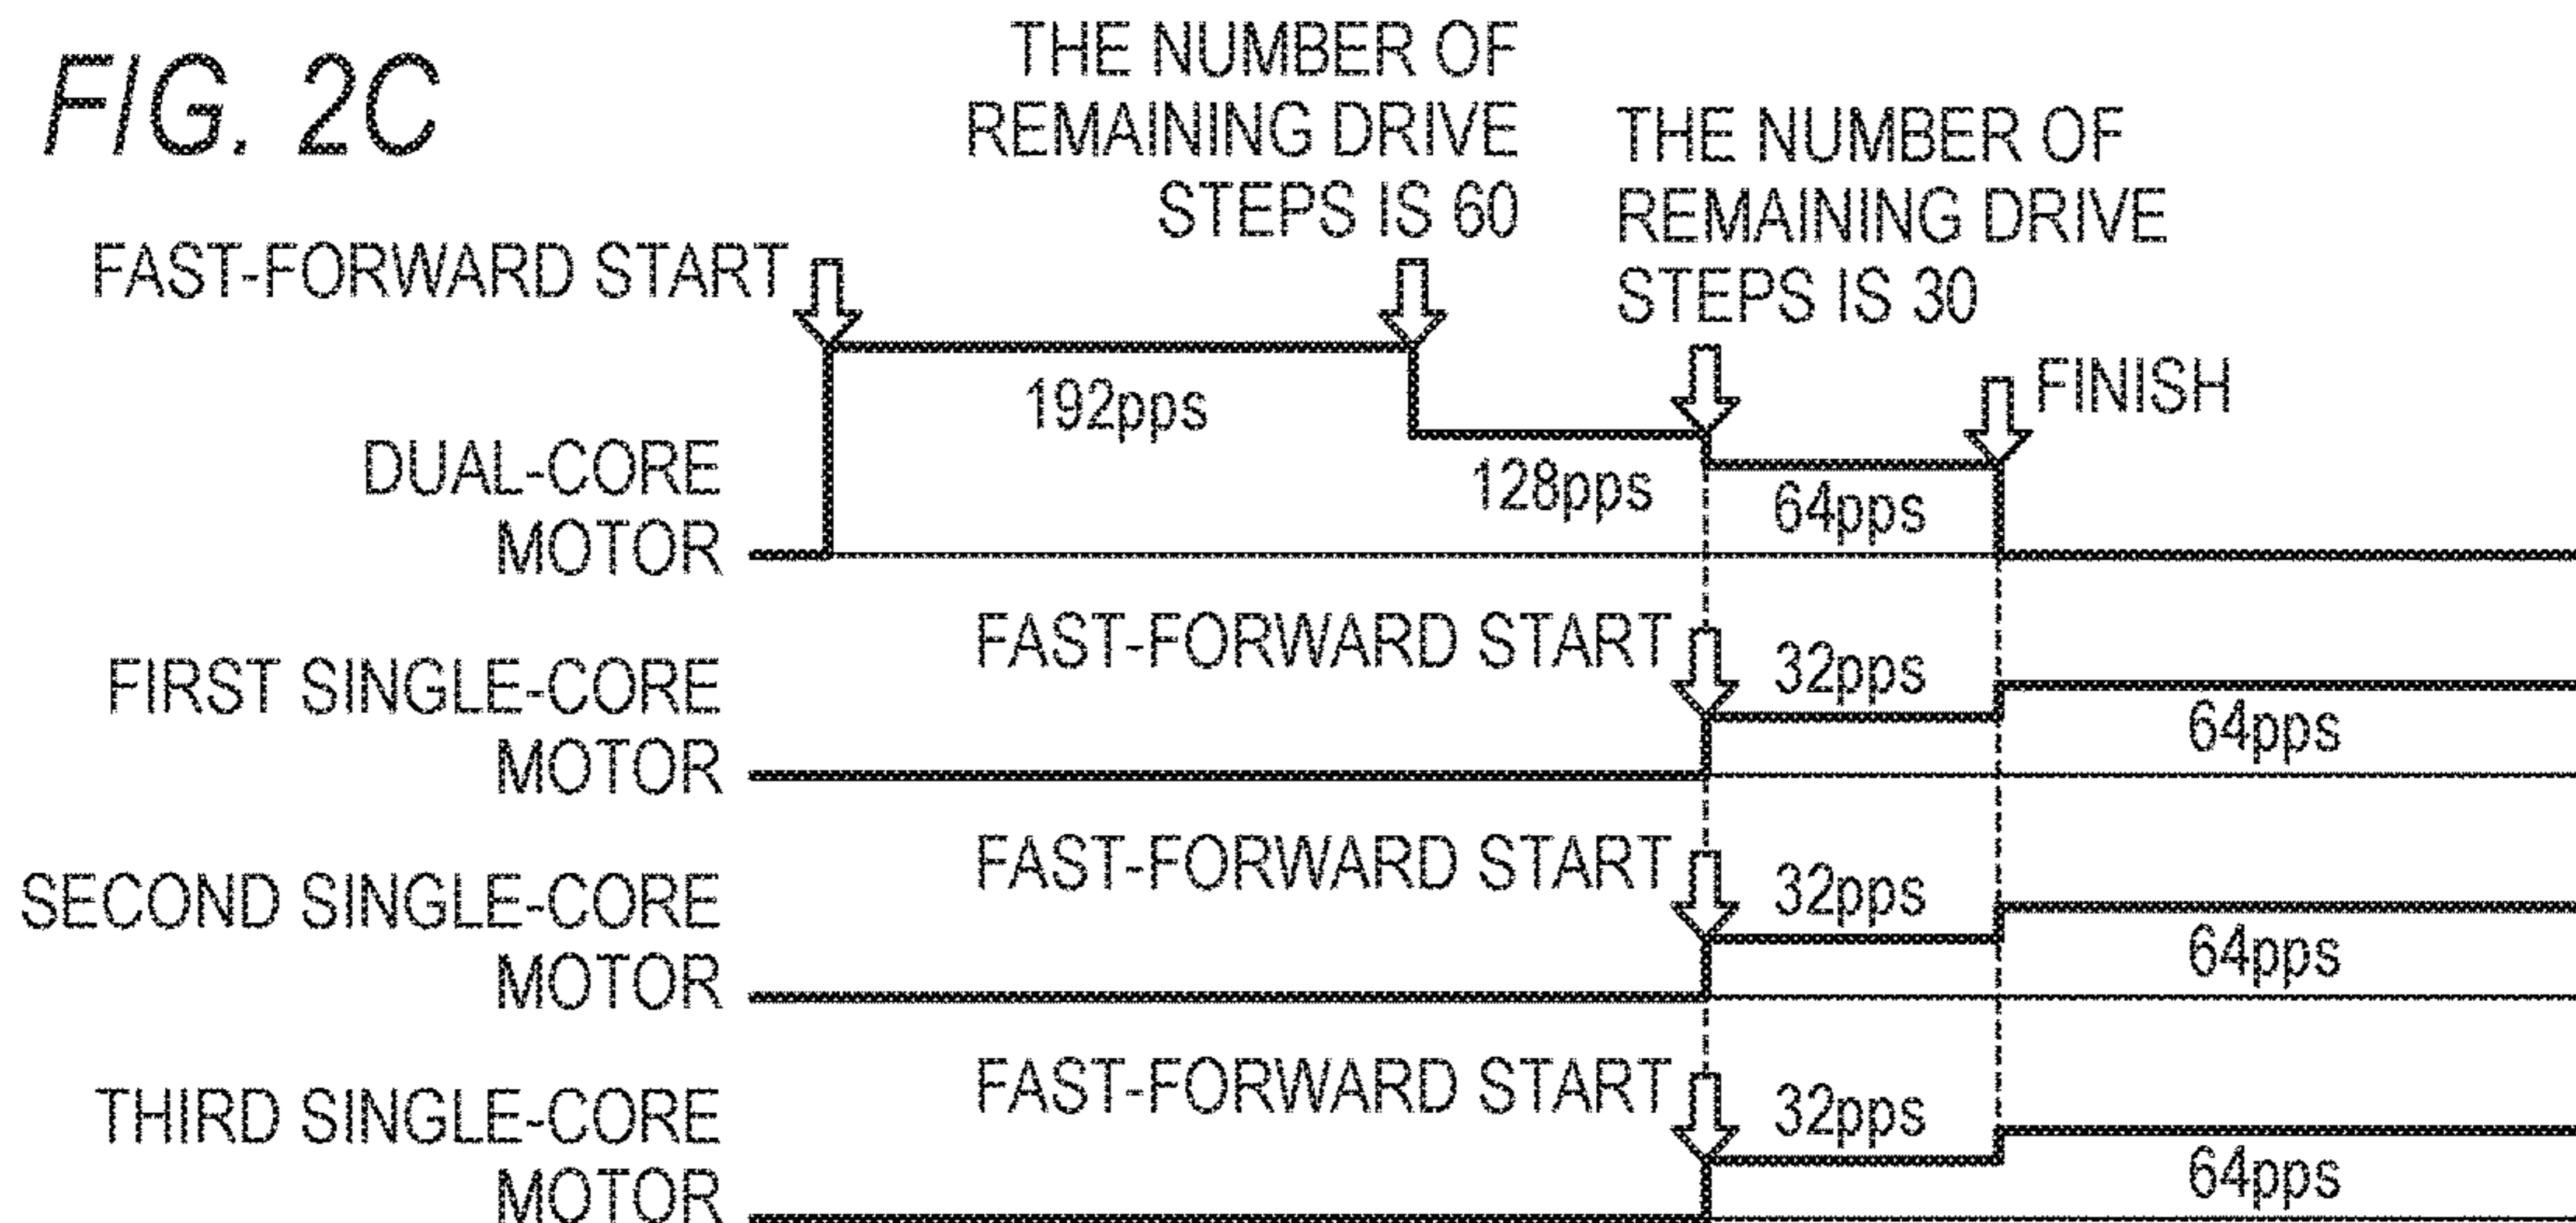 FIG. 2C
THE NUMBER OF
REMAINING DRIVE
STEPS IS 60
THE NUMBER OF
REMAINING DRIVE
STEPS IS 30
FAST-FORWARD START
FINISH
192pps
128pps
64pps
DUAL-CORE
MOTOR
FAST-FORWARD START
32pps
64pps
FIRST SINGLE-CORE
MOTOR
FAST-FORWARD START
32pps
64pps
SECOND SINGLE-CORE
MOTOR
FAST-FORWARD START
32pps
64pps
THIRD SINGLE-CORE
MOTOR